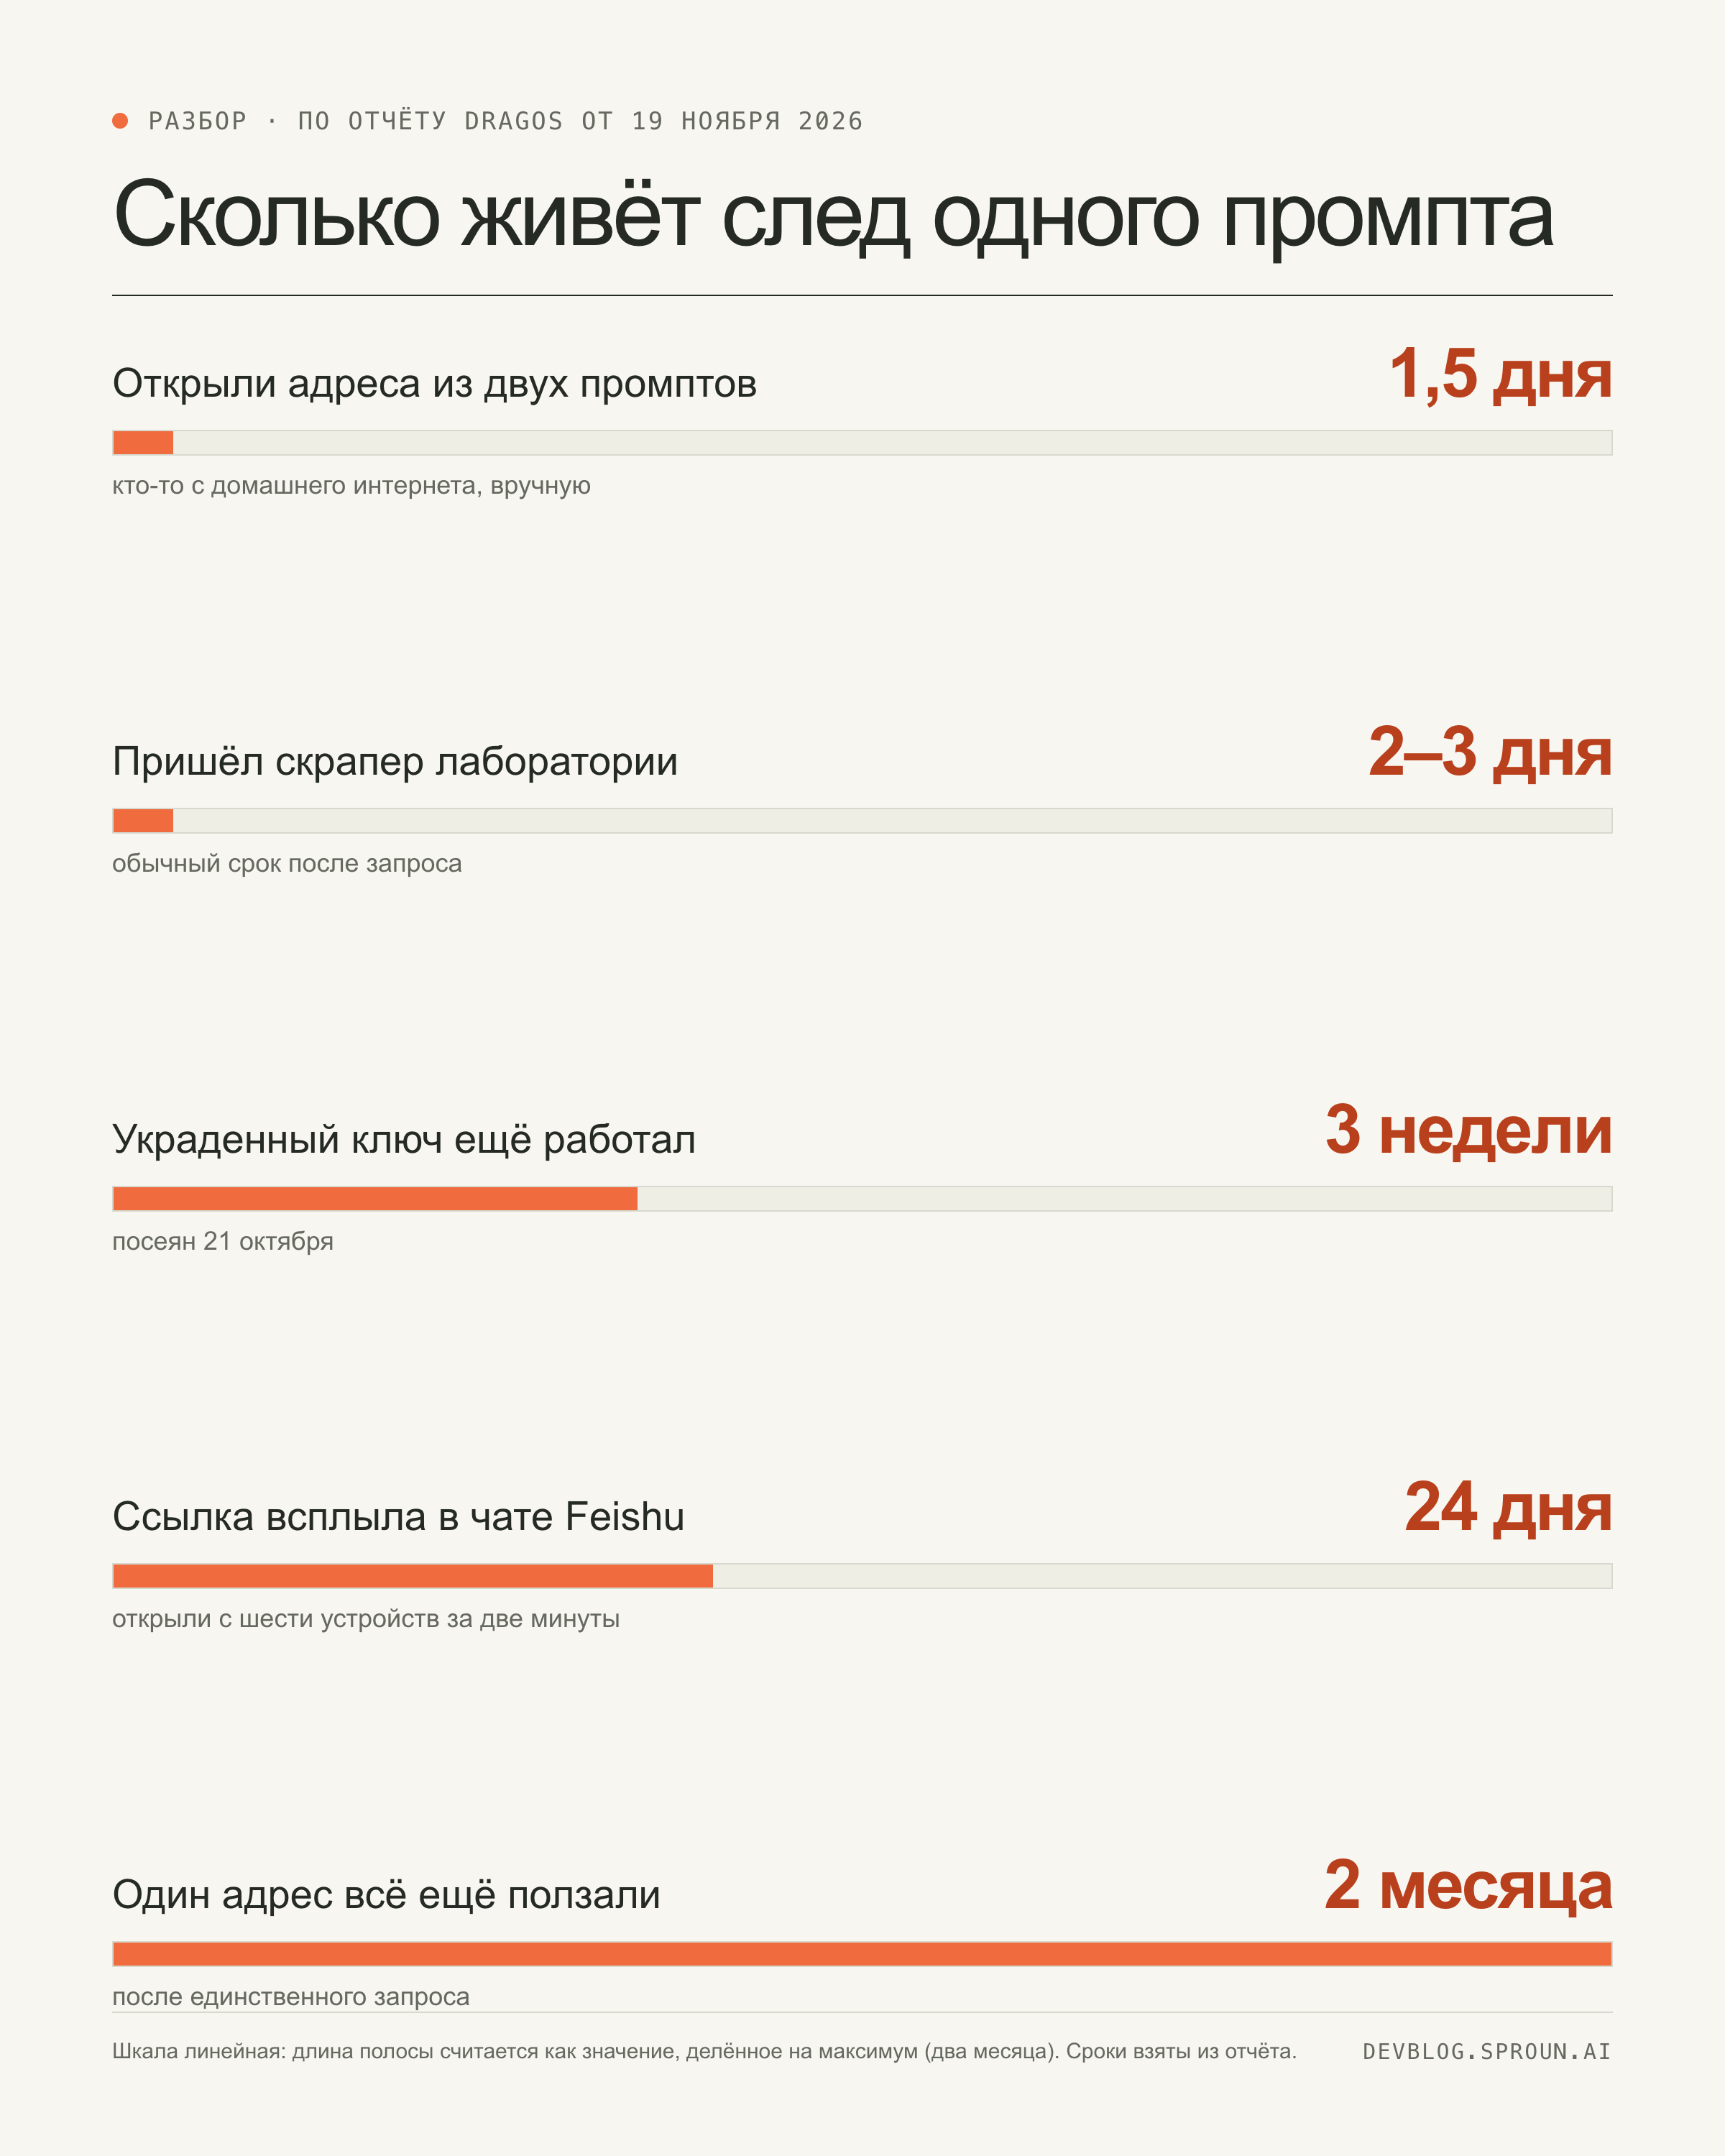 РАЗБОР · ПО ОТЧЁТУ DRAGOS ОТ 19 НОЯБРЯ 2026
Сколько живёт след одного промпта
Открыли адреса из двух промптов
1,5 дня
кто-то с домашнего интернета, вручную
Пришёл скрапер лаборатории
2–3 дня
обычный срок после запроса
Украденный ключ ещё работал
3 недели
посеян 21 октября
Ссылка всплыла в чате Feishu
24 дня
открыли с шести устройств за две минуты
Один адрес всё ещё ползали
2 месяца
после единственного запроса
Шкала линейная: длина полосы считается как значение, делённое на максимум (два месяца). Сроки взяты из отчёта.
DEVBLOG.SPROUN.AI